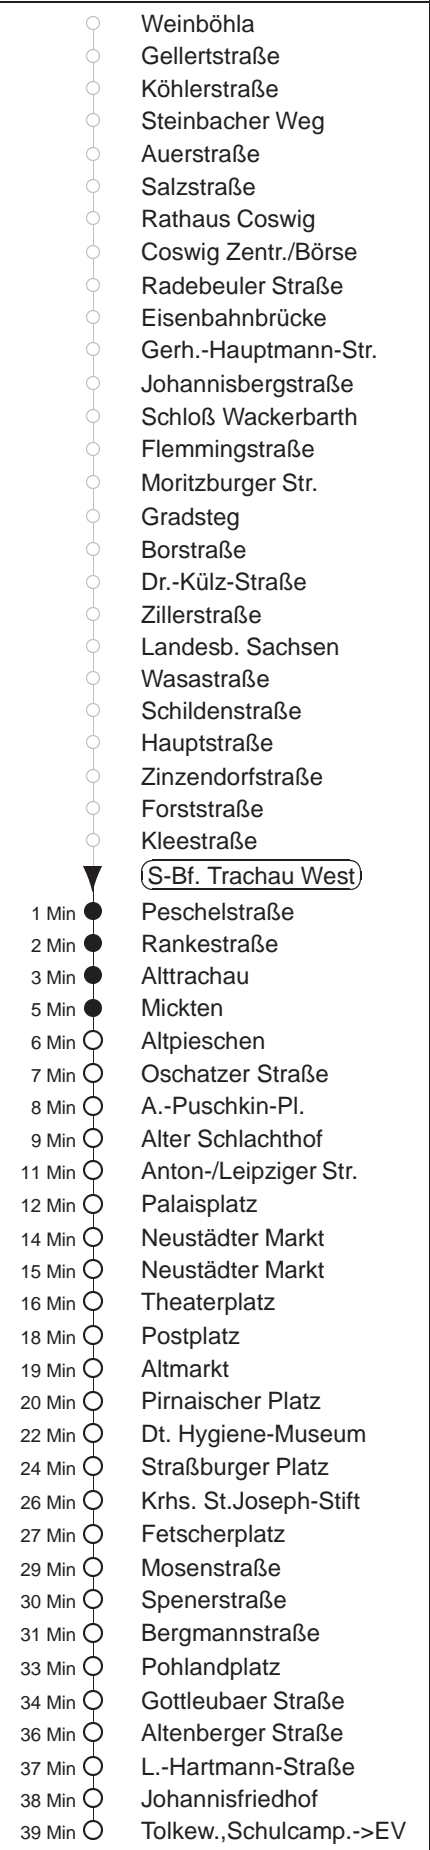 Weinböhla
Gellertstraße
Köhlerstraße
Steinbacher Weg
Auerstraße
Salzstraße
Rathaus Coswig
Coswig Zentr./Börse
Radebeuler Straße
Eisenbahnbrücke
Gerh.-Hauptmann-Str.
Johannisbergstraße
Schloß Wackerbarth
Flemmingstraße
Moritzburger Str.
Gradsteg
Borstraße
Dr.-Külz-Straße
Zillerstraße
Landesb. Sachsen
Wasastraße
Schildenstraße
Hauptstraße
Zinzendorfstraße
Forststraße
Kleestraße
S-Bf. Trachau West
1 Min Peschelstraße
2 Min Rankestraße
3 Min Alttrachau
5 Min Mickten
6 Min Altpieschen
7 Min Oschatzer Straße
8 Min A.-Puschkin-Pl.
9 Min Alter Schlachthof
11 Min Anton-/Leipziger Str.
12 Min Palaisplatz
14 Min Neustädter Markt
15 Min Neustädter Markt
16 Min Theaterplatz
18 Min Postplatz
19 Min Altmarkt
20 Min Pirnaischer Platz
22 Min Dt. Hygiene-Museum
24 Min Straßburger Platz
26 Min Krhs. St.Joseph-Stift
27 Min Fetscherplatz
29 Min Mosenstraße
30 Min Spenerstraße
31 Min Bergmannstraße
33 Min Pohlandplatz
34 Min Gottleubaer Straße
36 Min Altenberger Straße
37 Min L.-Hartmann-Straße
38 Min Johannisfriedhof
39 Min Tolkew.,Schulcamp.->EV